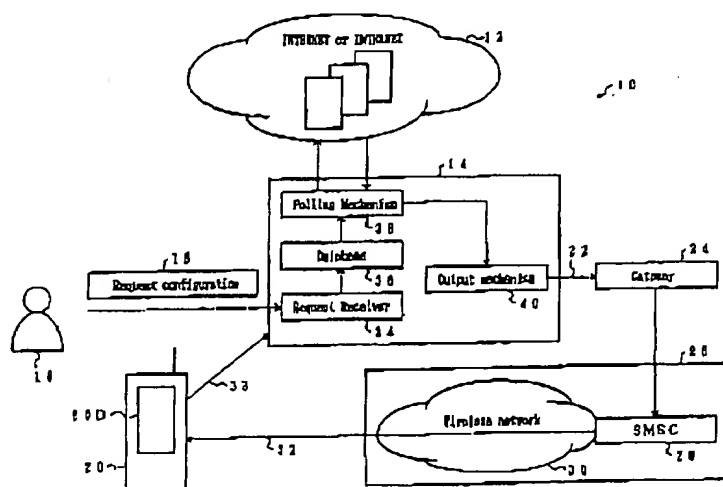 INTERNET or INTRANET
12
10
14
Polling Mechanism
38
18
Request configuration
Database
36
22
24
Output mechanism
40
Gateway
Request Receiver
34
33
Wireless network
SMSC
28
32
30
20